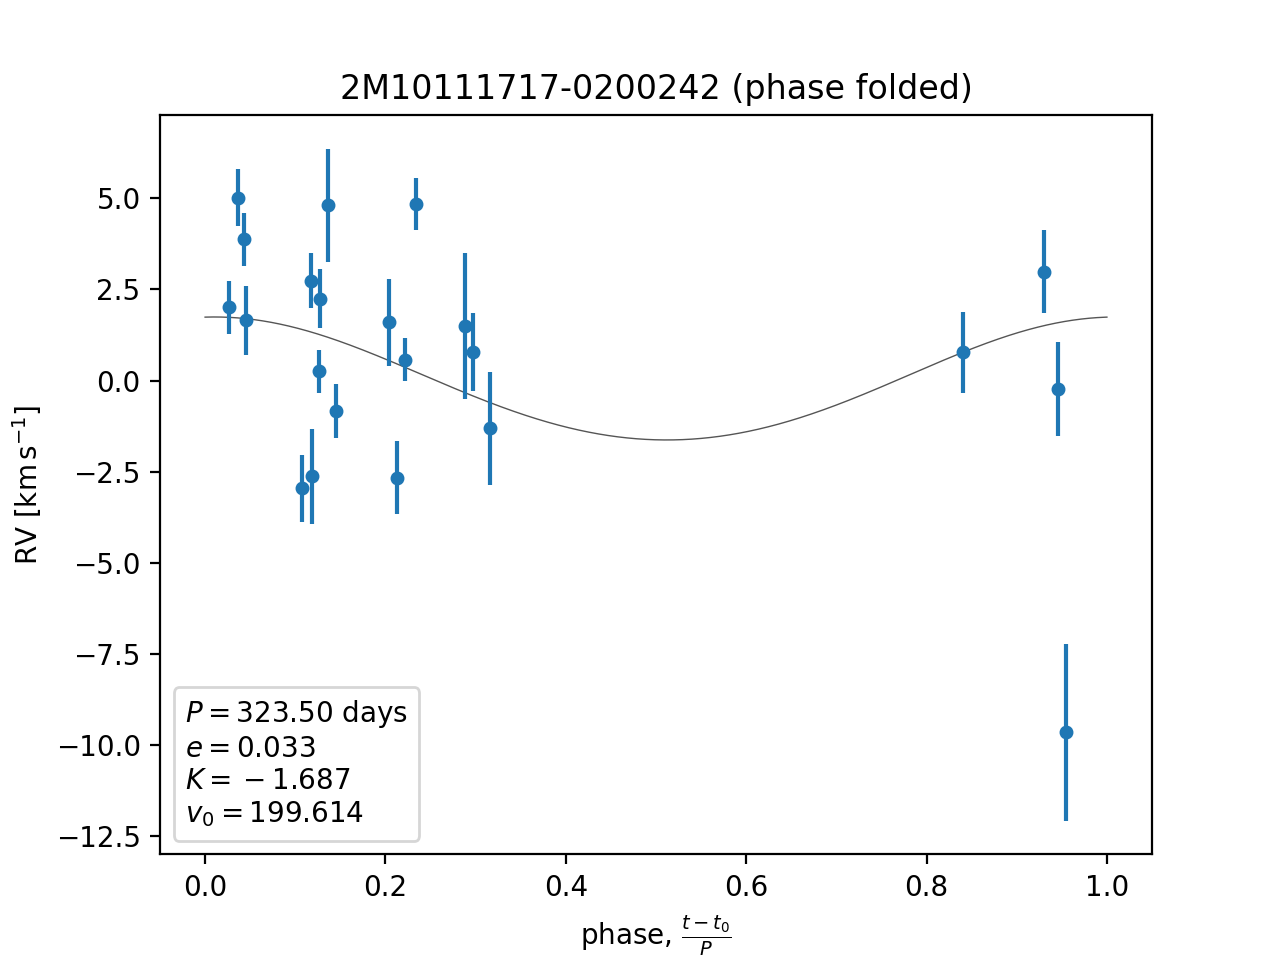 2M10111717-0200242 (phase folded)
RV [km s⁻¹]
5.0
2.5
0.0
−2.5
−5.0
−7.5
−10.0
−12.5
P = 323.50 days
e = 0.033
K = −1.687
v₀ = 199.614
0.0 0.2 0.4 0.6 0.8 1.0
phase, (t − t₀)/P